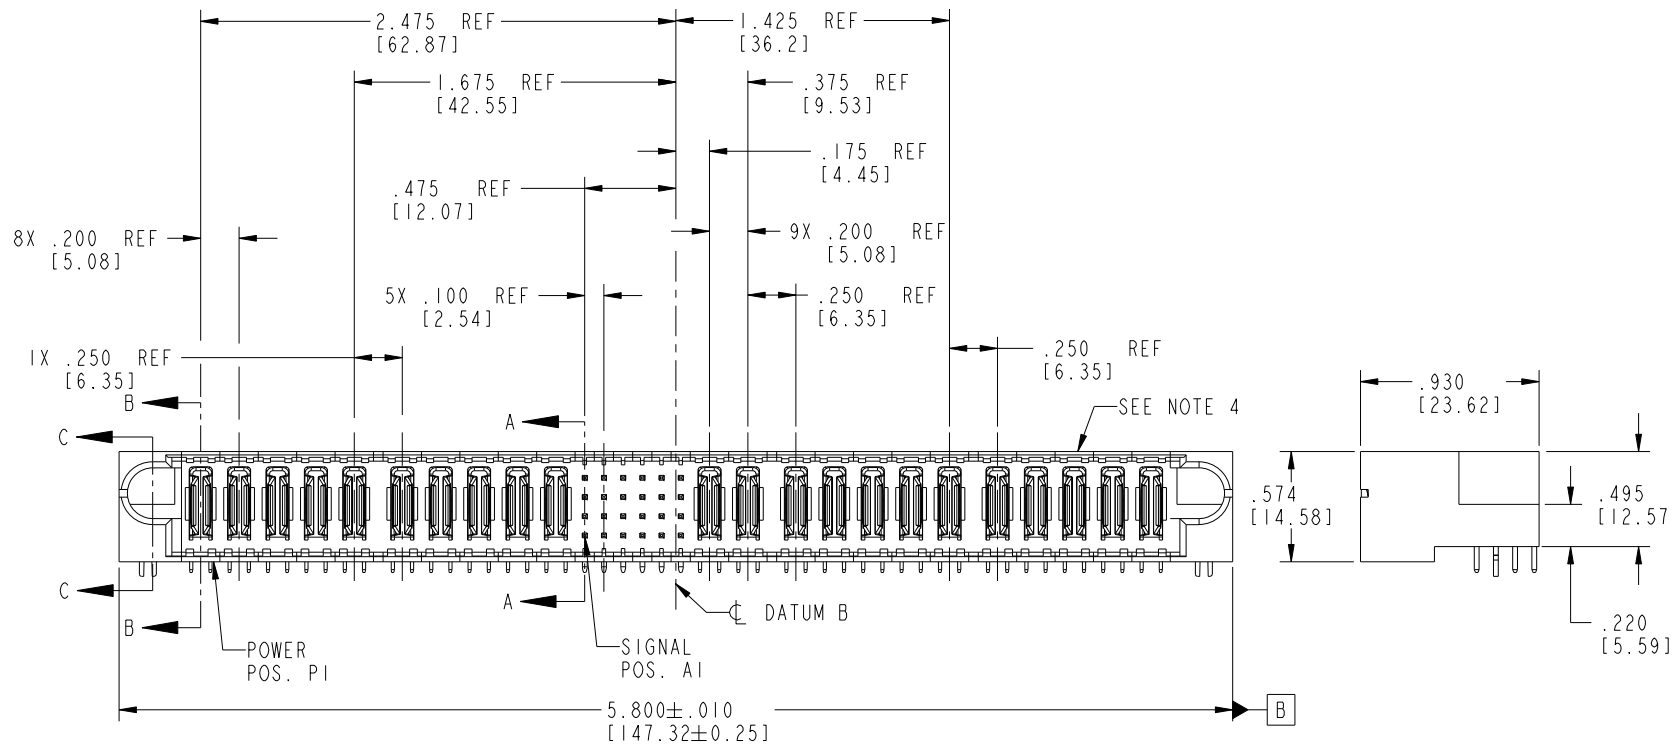 2.475 REF
[62.87]
1.425 REF
[36.2]
1.675 REF
[42.55]
.375 REF
[9.53]
.175 REF
[4.45]
.475 REF
[12.07]
8X .200 REF
[5.08]
9X .200 REF
[5.08]
5X .100 REF
[2.54]
.250 REF
[6.35]
1X .250 REF
[6.35]
.250 REF
[6.35]
.930
[23.62]
B
A
SEE NOTE 4
C
.574
[14.58]
.495
[12.57
C
A
B
℄ DATUM B
.220
[5.59]
POWER
POS. P1
SIGNAL
POS. A1
5.800±.010
[147.32±0.25]
B